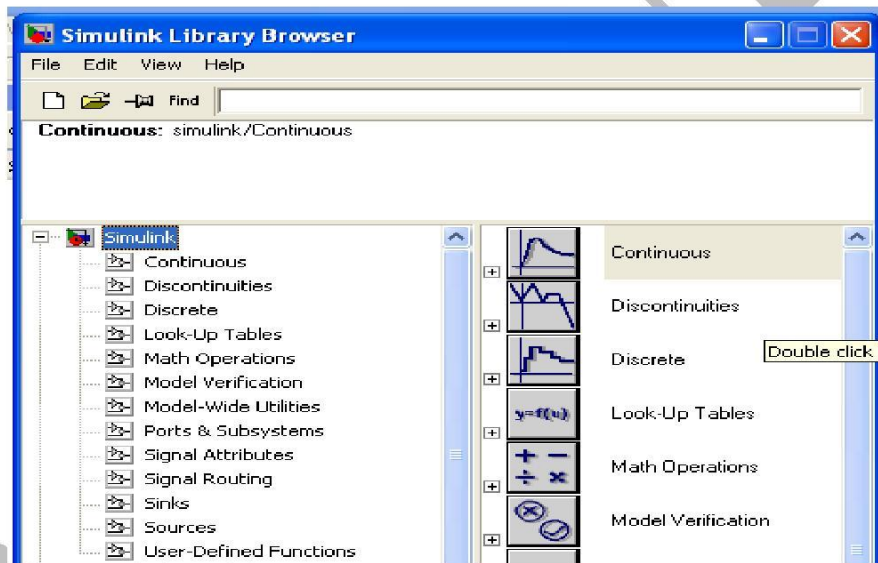 Simulink Library Browser
File Edit View Help
Find
Continuous: simulink/Continuous
Simulink
Continuous
Discontinuities
Discrete
Look-Up Tables
Math Operations
Model Verification
Model-Wide Utilities
Ports & Subsystems
Signal Attributes
Signal Routing
Sinks
Sources
User-Defined Functions
Continuous
Discontinuities
Discrete
Double click
y=f(u) Look-Up Tables
Math Operations
Model Verification